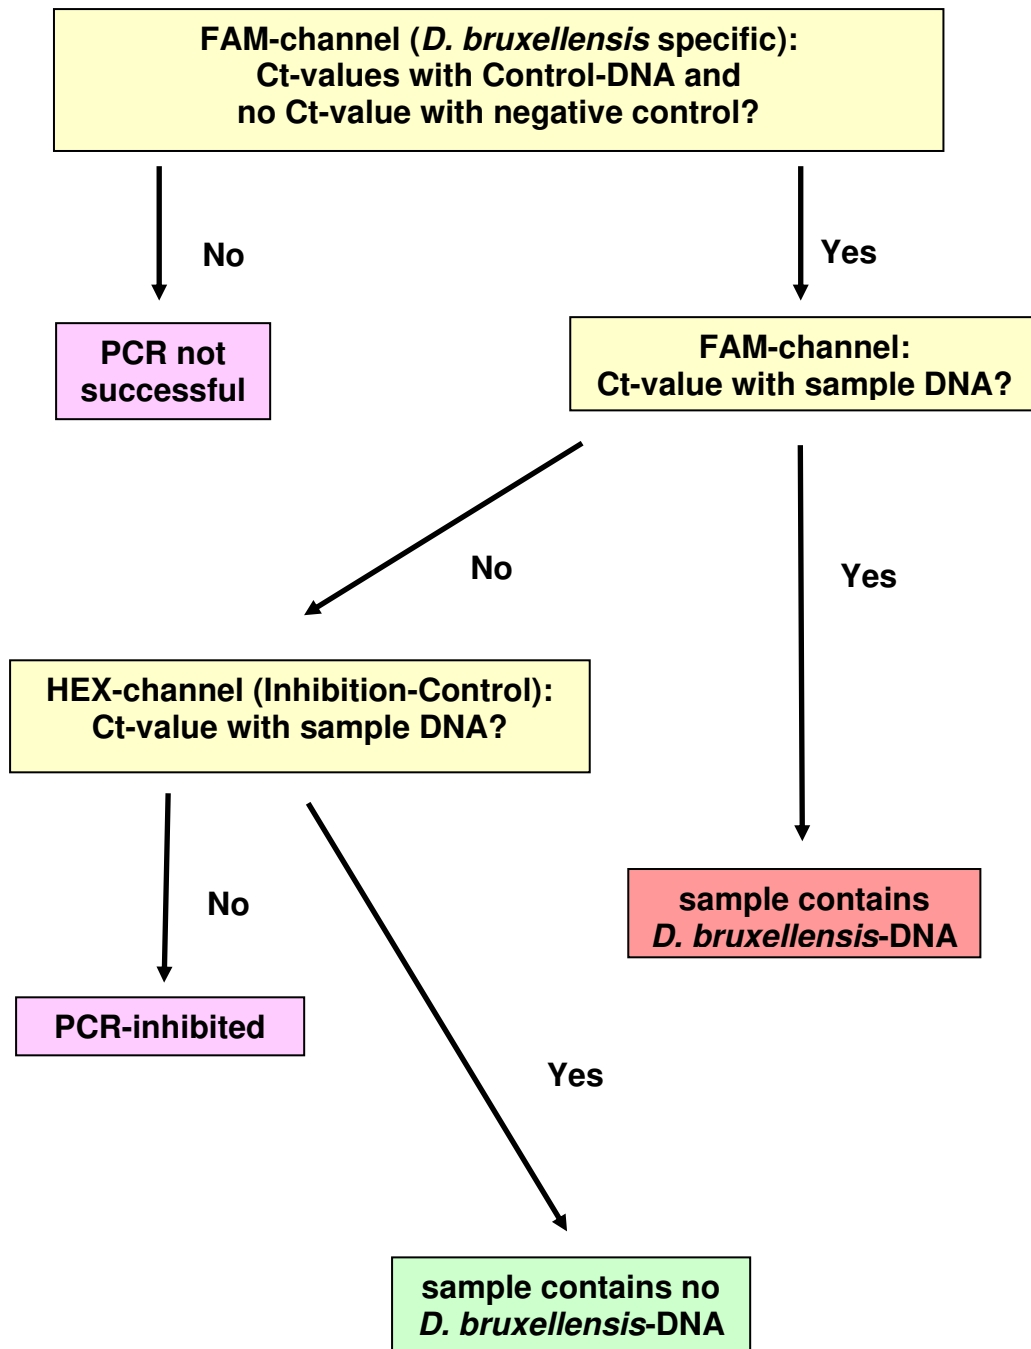 FAM-channel (D. bruxellensis specific):
Ct-values with Control-DNA and
no Ct-value with negative control?
No
Yes
PCR not
successful
FAM-channel:
Ct-value with sample DNA?
No
Yes
HEX-channel (Inhibition-Control):
Ct-value with sample DNA?
No
sample contains
D. bruxellensis-DNA
PCR-inhibited
Yes
sample contains no
D. bruxellensis-DNA